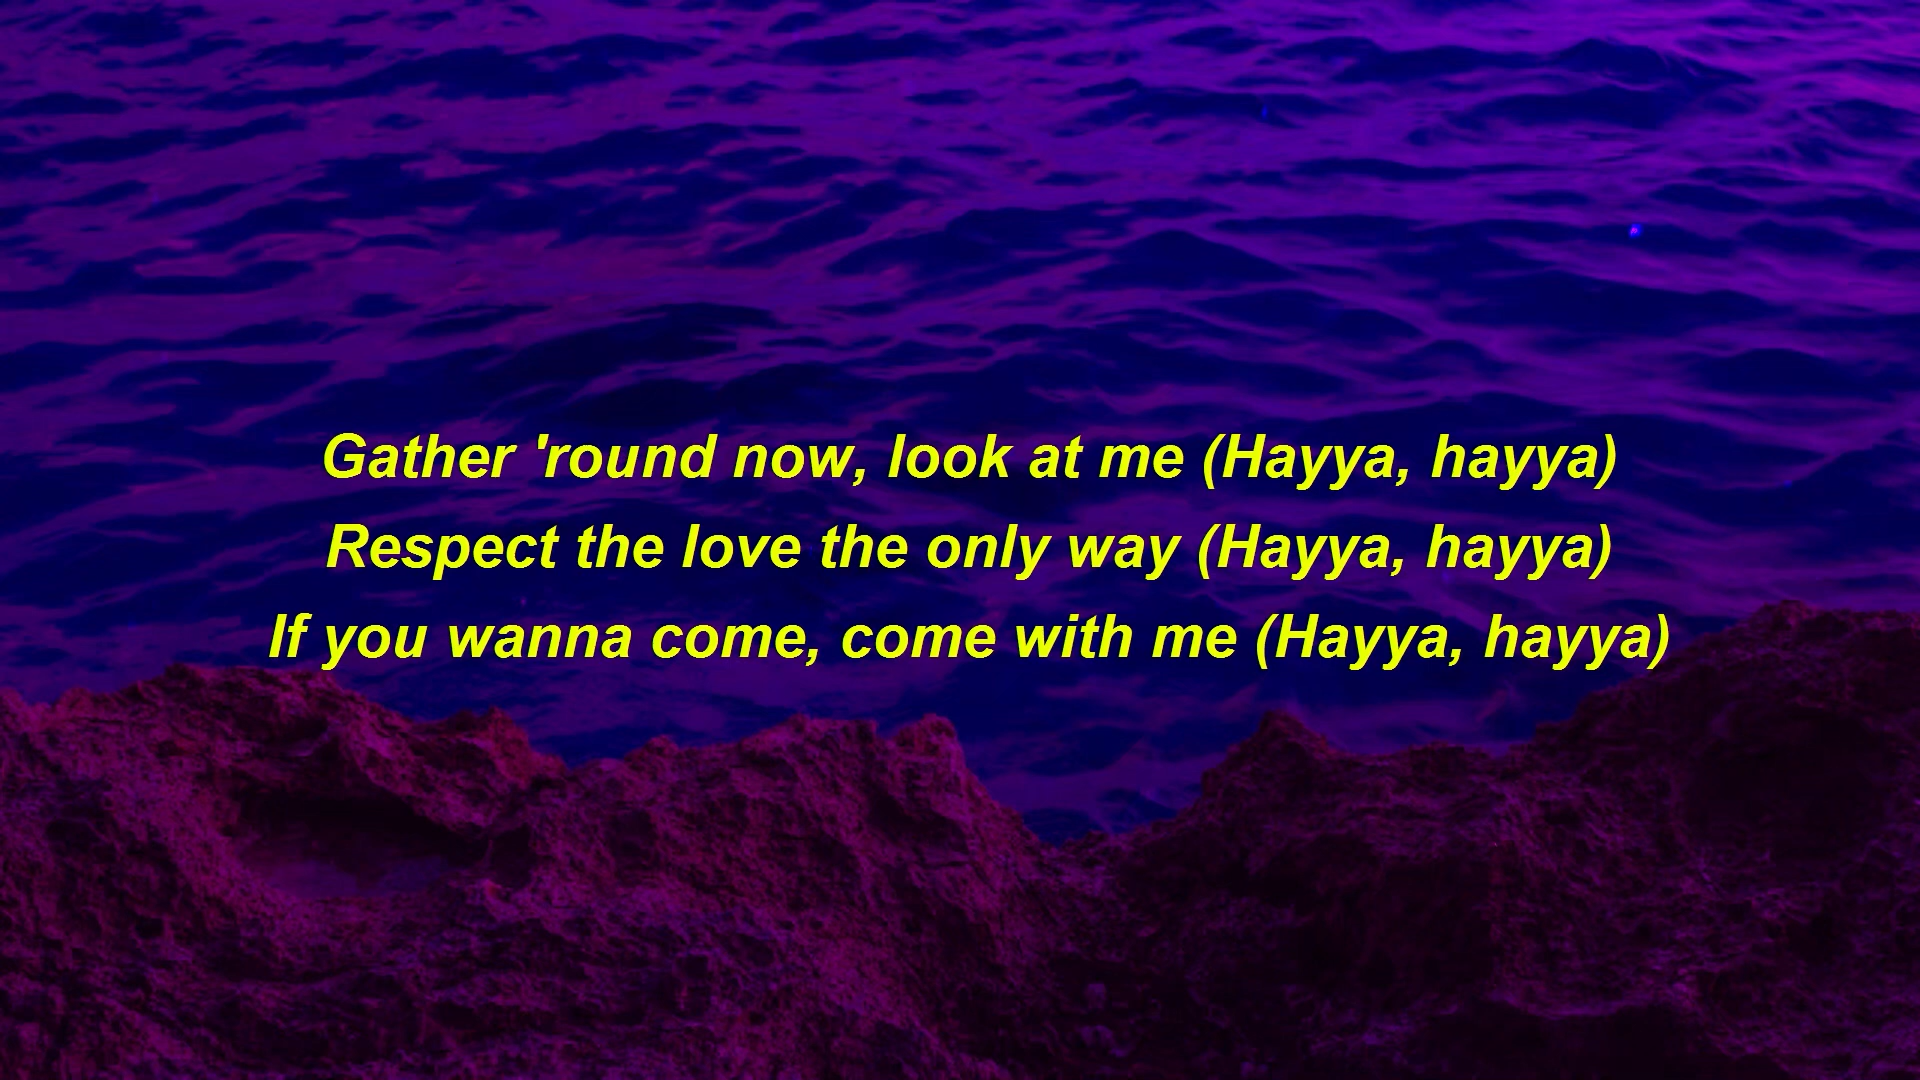 Gather 'round now, look at me (Hayya, hayya)
Respect the love the only way (Hayya, hayya)
If you wanna come, come with me (Hayya, hayya)